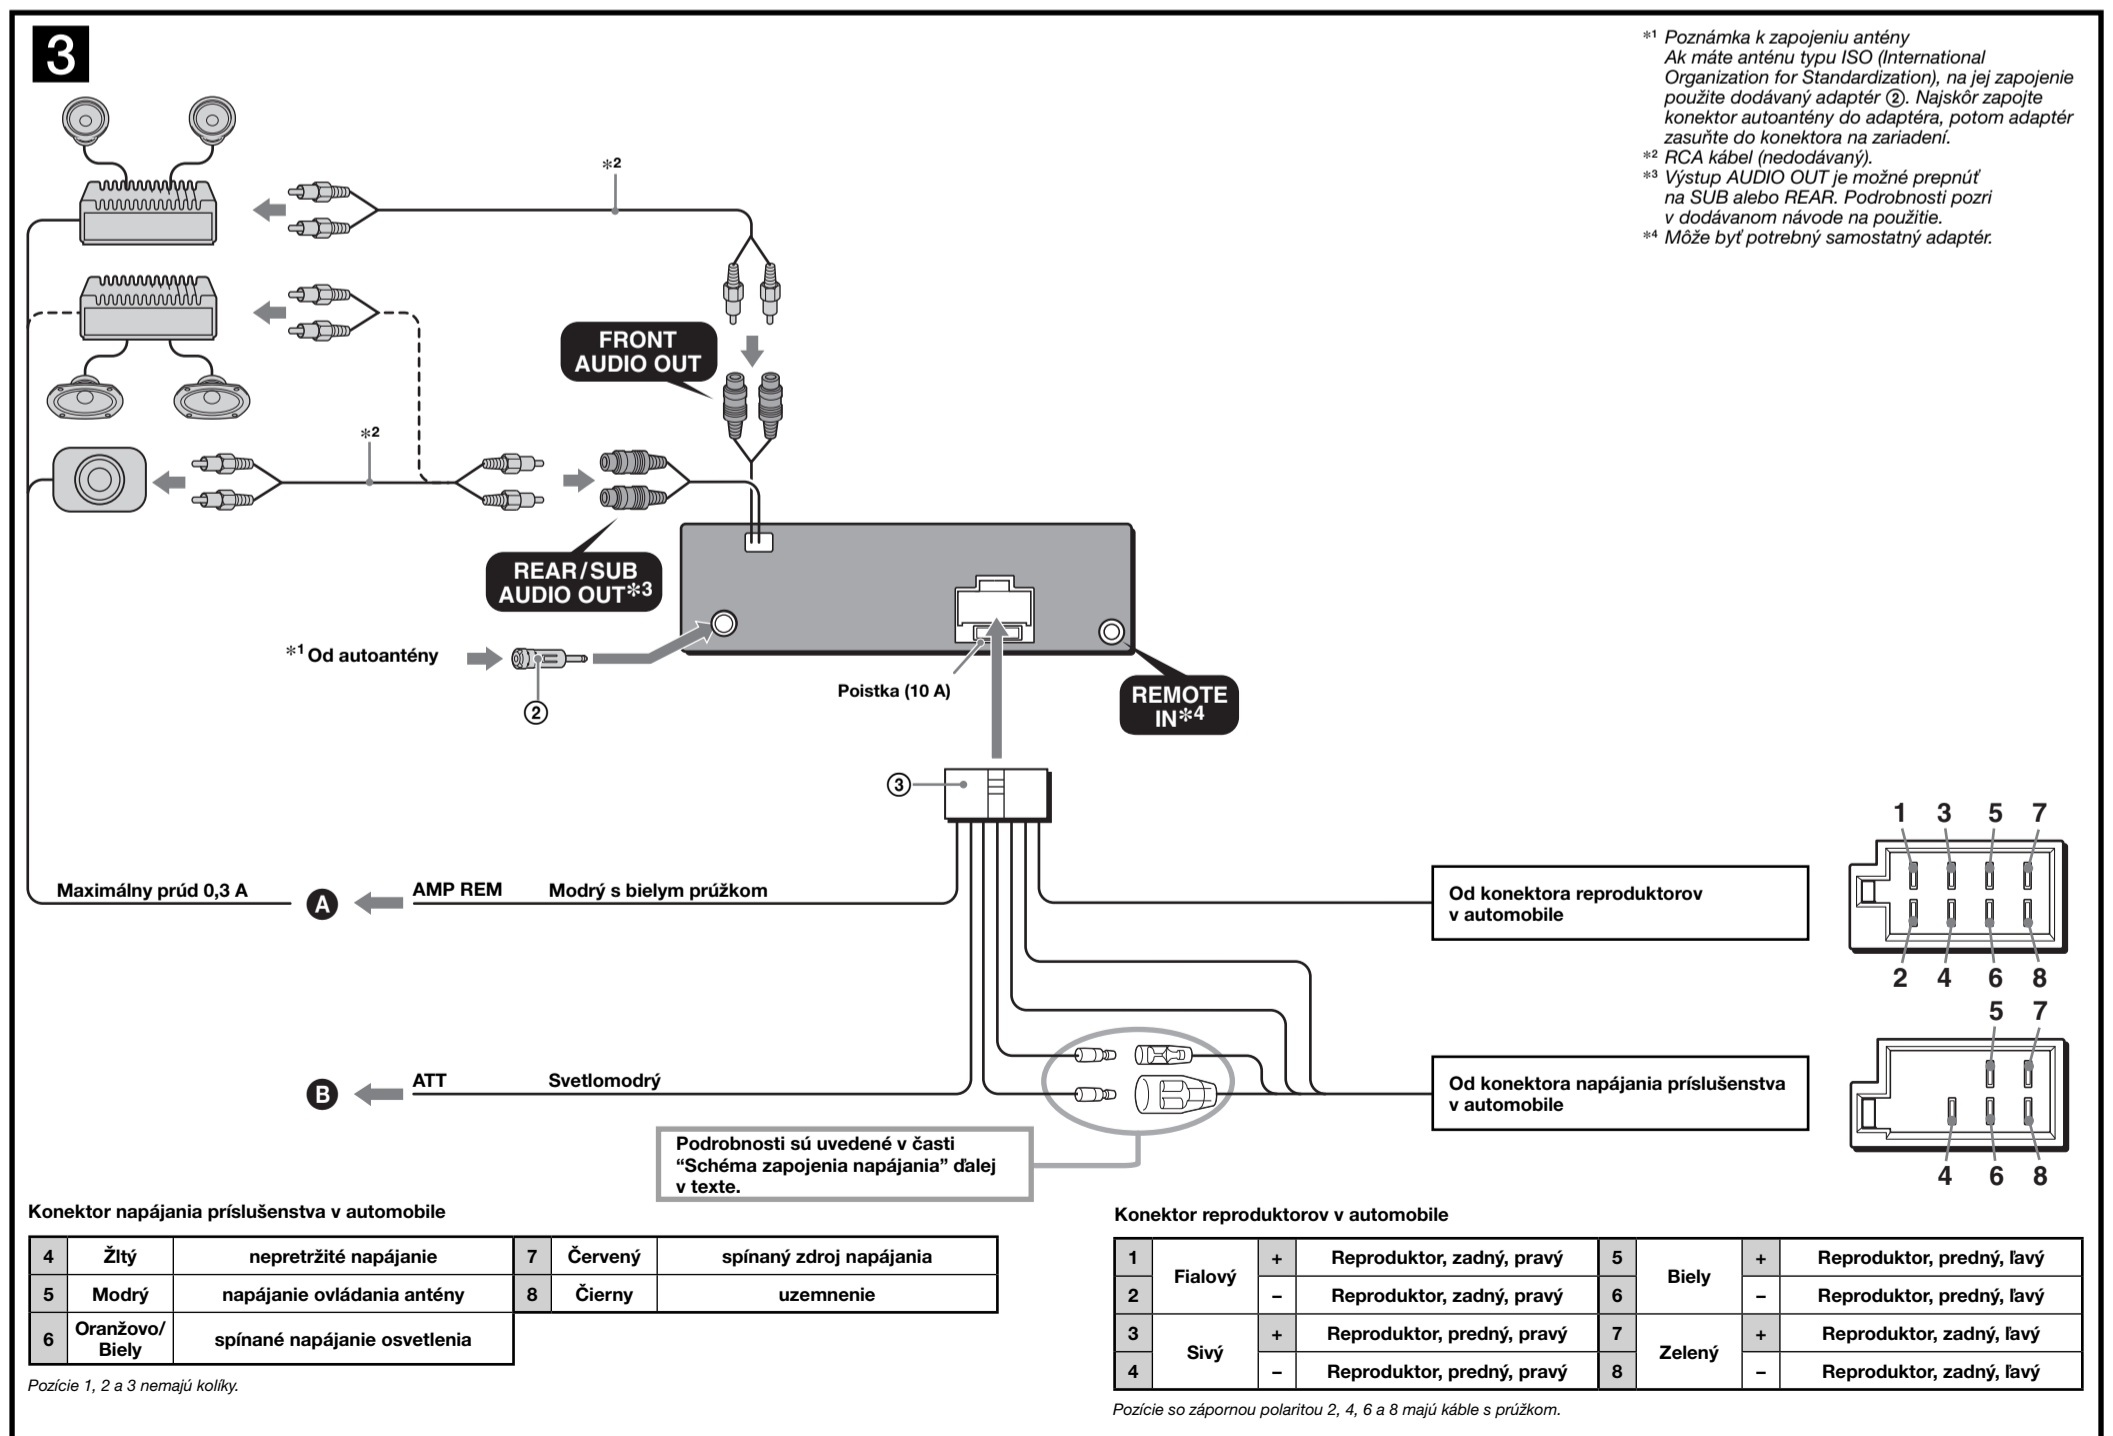 3
*1 Poznámka k zapojeniu antény
Ak máte anténu typu ISO (International
Organization for Standardization), na jej zapojenie
použite dodávaný adaptér ②. Najskôr zapojte
konektor autoantény do adaptéra, potom adaptér
zasuňte do konektora na zariadení.
*2 RCA kábel (nedodávaný).
*3 Výstup AUDIO OUT je možné prepnúť
na SUB alebo REAR. Podrobnosti pozri
v dodávanom návode na použitie.
*4 Môže byť potrebný samostatný adaptér.
*2
FRONT
AUDIO OUT
*2
REAR/SUB
AUDIO OUT*3
*1 Od autoantény
②
Poistka (10 A)
REMOTE
IN*4
③
Maximálny prúd 0,3 A
A
AMP REM
Modrý s bielym prúžkom
Od konektora reproduktorov
v automobile
1 3 5 7
2 4 6 8
B
ATT
Svetlomodrý
Od konektora napájania príslušenstva
v automobile
5 7
4 6 8
Podrobnosti sú uvedené v časti
“Schéma zapojenia napájania” ďalej
v texte.
Konektor napájania príslušenstva v automobile
4 Žltý nepretržité napájanie 7 Červený spínaný zdroj napájania
5 Modrý napájanie ovládania antény 8 Čierny uzemnenie
6 Oranžovo/
Biely spínané napájanie osvetlenia
Pozície 1, 2 a 3 nemajú kolíky.
Konektor reproduktorov v automobile
1 Fialový + Reproduktor, zadný, pravý 5 Biely + Reproduktor, predný, ľavý
2 – Reproduktor, zadný, pravý 6 – Reproduktor, predný, ľavý
3 Sivý + Reproduktor, predný, pravý 7 Zelený + Reproduktor, zadný, ľavý
4 – Reproduktor, predný, pravý 8 – Reproduktor, zadný, ľavý
Pozície so zápornou polaritou 2, 4, 6 a 8 majú káble s prúžkom.